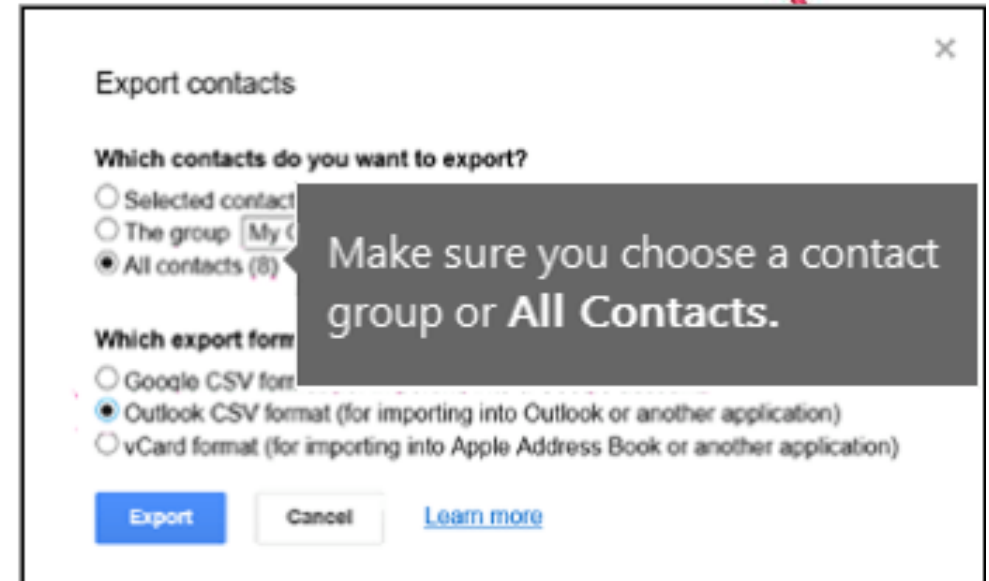 Export contacts
Which contacts do you want to export?
Selected contact
The group My
All contacts (8)
Make sure you choose a contact
group or All Contacts.
Which export form
Google CSV for
Outlook CSV format (for importing into Outlook or another application)
vCard format (for importing into Apple Address Book or another application)
Export Cancel Learn more